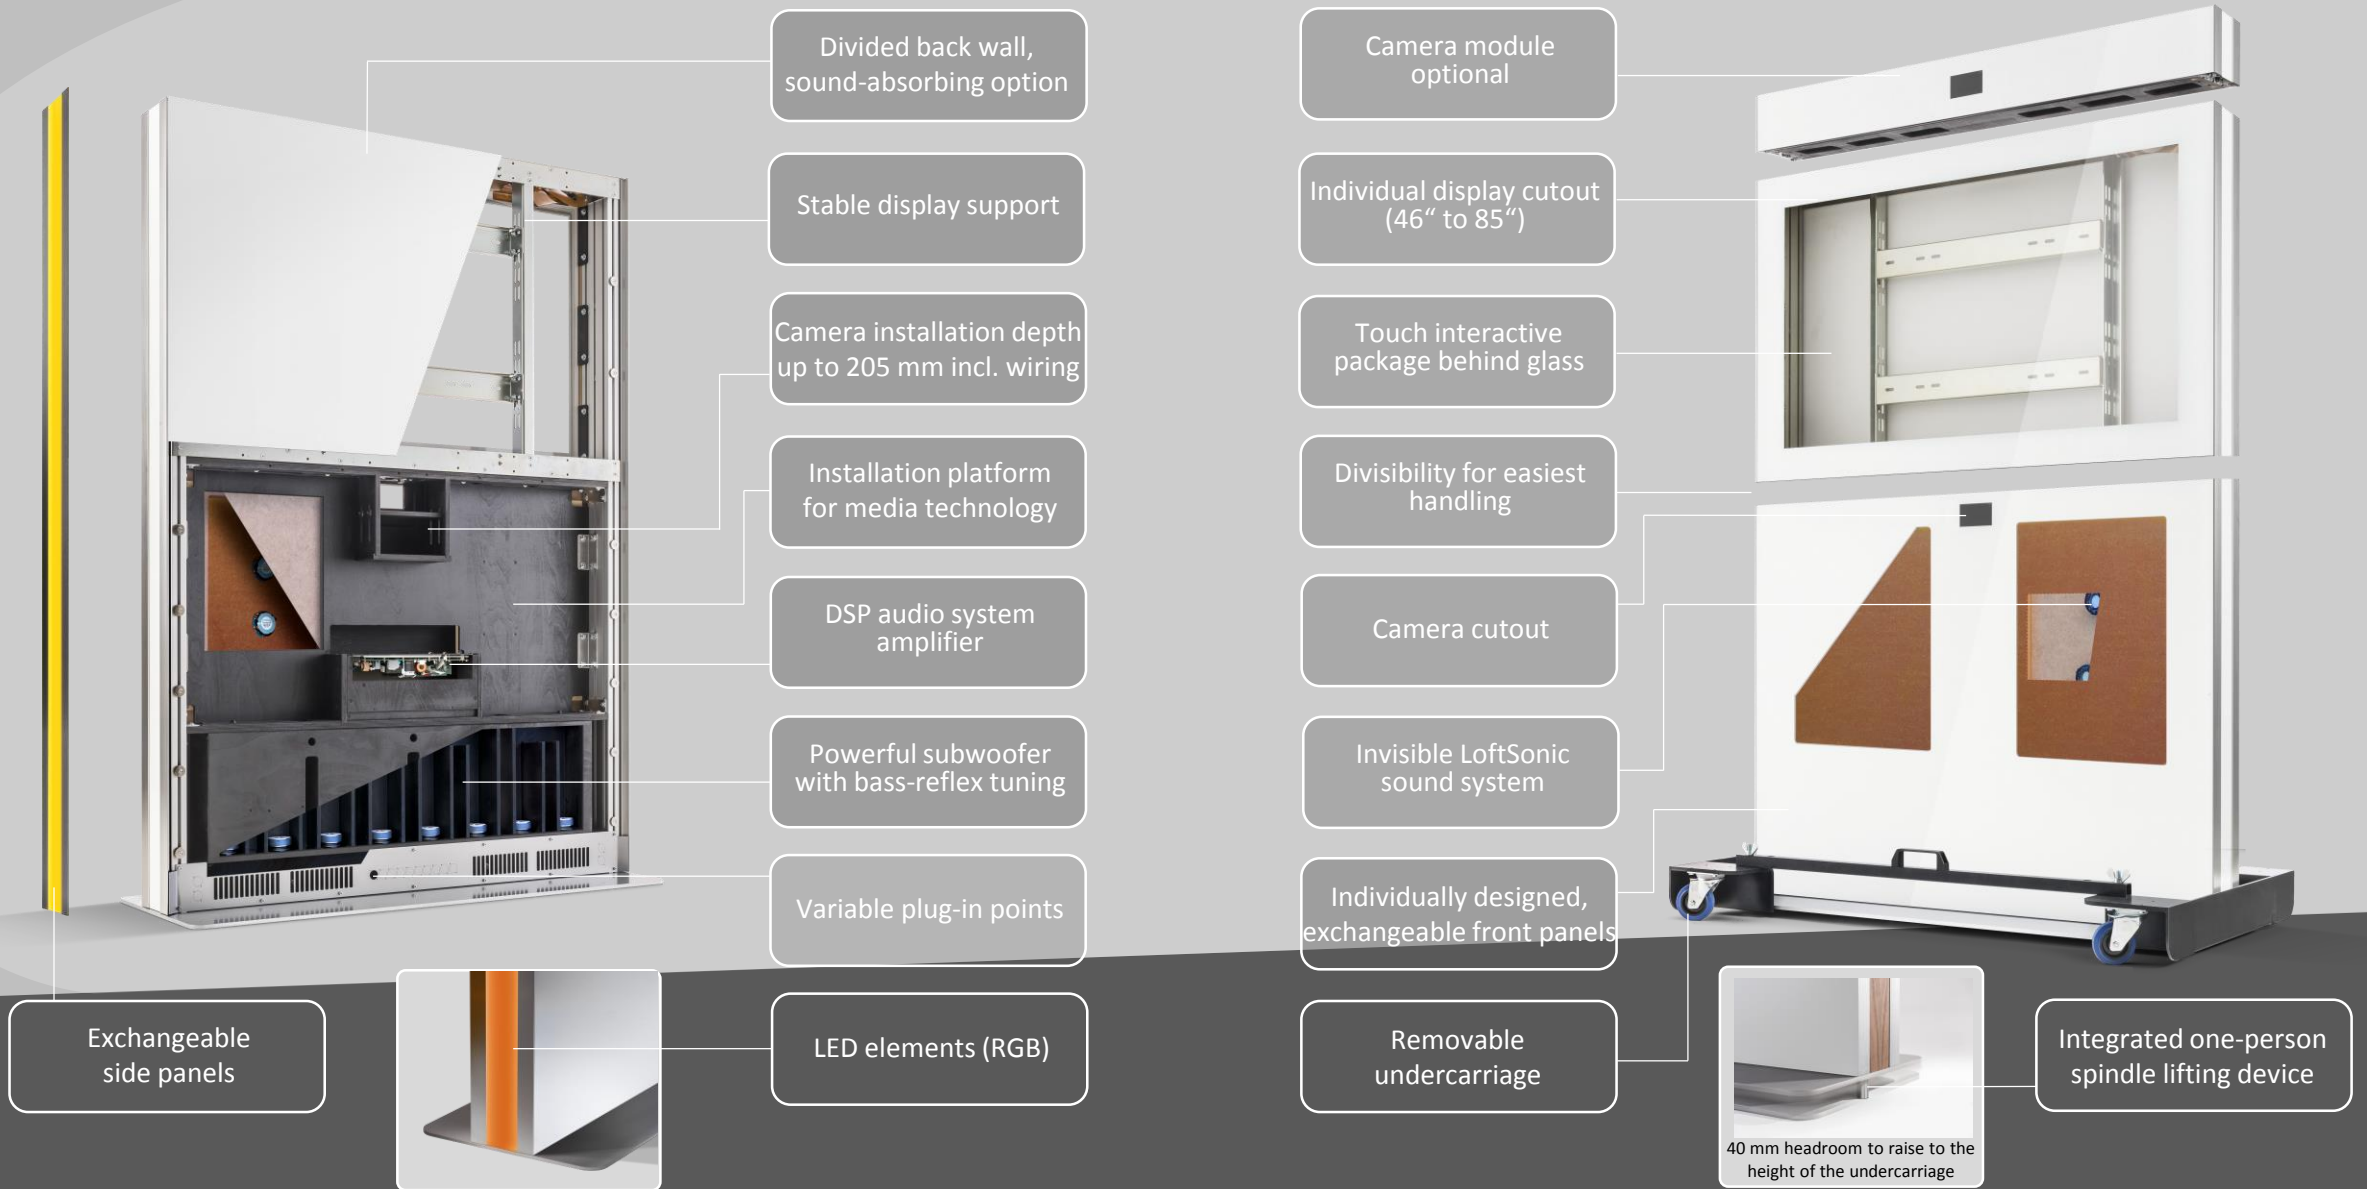 Divided back wall,
sound-absorbing option
Stable display support
Camera installation depth
up to 205 mm incl. wiring
Installation platform
for media technology
DSP audio system
amplifier
Powerful subwoofer
with bass-reflex tuning
Variable plug-in points
LED elements (RGB)
Exchangeable
side panels
Camera module
optional
Individual display cutout
(46“ to 85“)
Touch interactive
package behind glass
Divisibility for easiest
handling
Camera cutout
Invisible LoftSonic
sound system
Individually designed,
exchangeable front panels
Removable
undercarriage
Integrated one-person
spindle lifting device
40 mm headroom to raise to the
height of the undercarriage